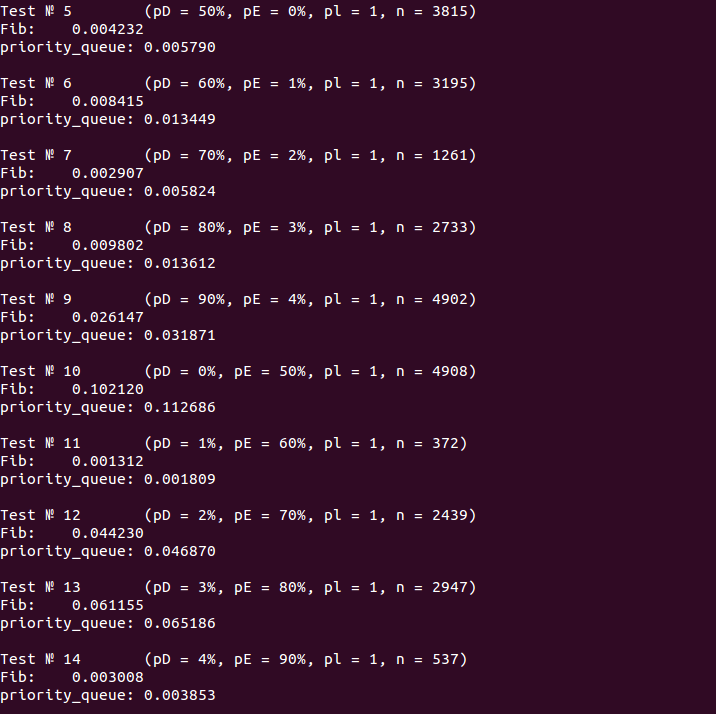 Test № 5        (pD = 50%, pE = 0%, pl = 1, n = 3815)
Fib:    0.004232
priority_queue: 0.005790
Test № 6        (pD = 60%, pE = 1%, pl = 1, n = 3195)
Fib:    0.008415
priority_queue: 0.013449
Test № 7        (pD = 70%, pE = 2%, pl = 1, n = 1261)
Fib:    0.002907
priority_queue: 0.005824
Test № 8        (pD = 80%, pE = 3%, pl = 1, n = 2733)
Fib:    0.009802
priority_queue: 0.013612
Test № 9        (pD = 90%, pE = 4%, pl = 1, n = 4902)
Fib:    0.026147
priority_queue: 0.031871
Test № 10       (pD = 0%, pE = 50%, pl = 1, n = 4908)
Fib:    0.102120
priority_queue: 0.112686
Test № 11       (pD = 1%, pE = 60%, pl = 1, n = 372)
Fib:    0.001312
priority_queue: 0.001809
Test № 12       (pD = 2%, pE = 70%, pl = 1, n = 2439)
Fib:    0.044230
priority_queue: 0.046870
Test № 13       (pD = 3%, pE = 80%, pl = 1, n = 2947)
Fib:    0.061155
priority_queue: 0.065186
Test № 14       (pD = 4%, pE = 90%, pl = 1, n = 537)
Fib:    0.003008
priority_queue: 0.003853